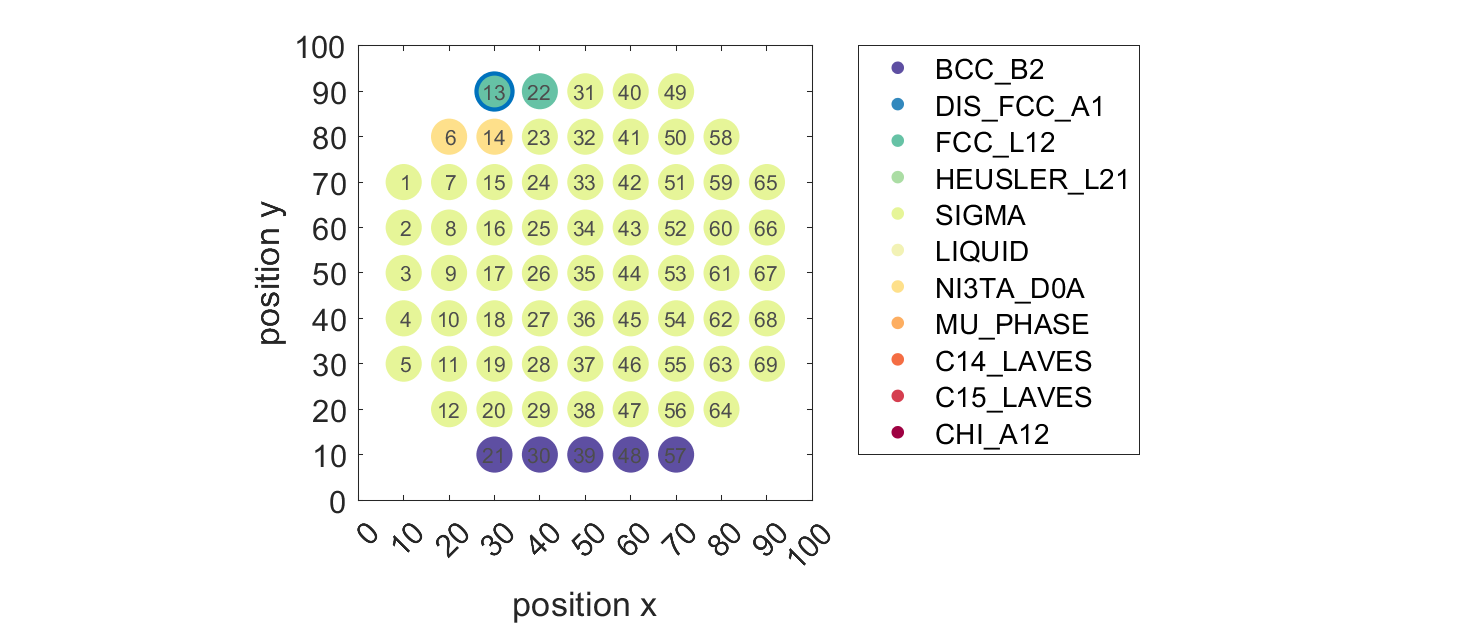 100
90 13 22 31 40 49
80 6 14 23 32 41 50 58
70 1 7 15 24 33 42 51 59 65
60 2 8 16 25 34 43 52 60 66
50 3 9 17 26 35 44 53 61 67
40 4 10 18 27 36 45 54 62 68
30 5 11 19 28 37 46 55 63 69
20 12 20 29 38 47 56 64
10 21 30 39 48 57
0
position y
0 10 20 30 40 50 60 70 80 90 100
position x
BCC_B2
DIS_FCC_A1
FCC_L12
HEUSLER_L21
SIGMA
LIQUID
NI3TA_D0A
MU_PHASE
C14_LAVES
C15_LAVES
CHI_A12